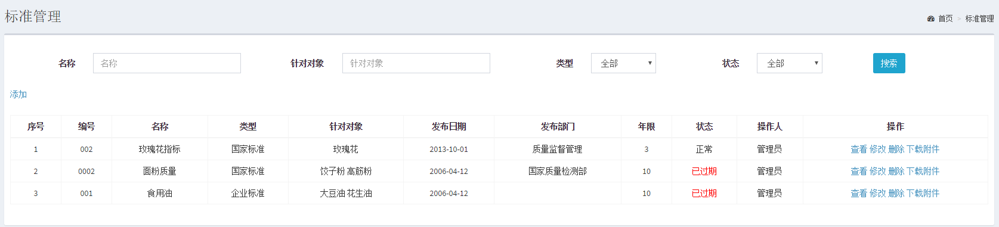 标准管理
首页 > 标准管理
名称 名称 针对对象 针对对象 类型 全部 状态 全部 搜索
添加
序号 编号 名称 类型 针对对象 发布日期 发布部门 年限 状态 操作人 操作
1 002 玫瑰花指标 国家标准 玫瑰花 2013-10-01 质量监督管理 3 正常 管理员 查看 修改 删除 下载附件
2 0002 面粉质量 国家标准 饺子粉 高筋粉 2006-04-12 国家质量检测部 10 已过期 管理员 查看 修改 删除 下载附件
3 001 食用油 企业标准 大豆油 花生油 2006-04-12 10 已过期 管理员 查看 修改 删除 下载附件